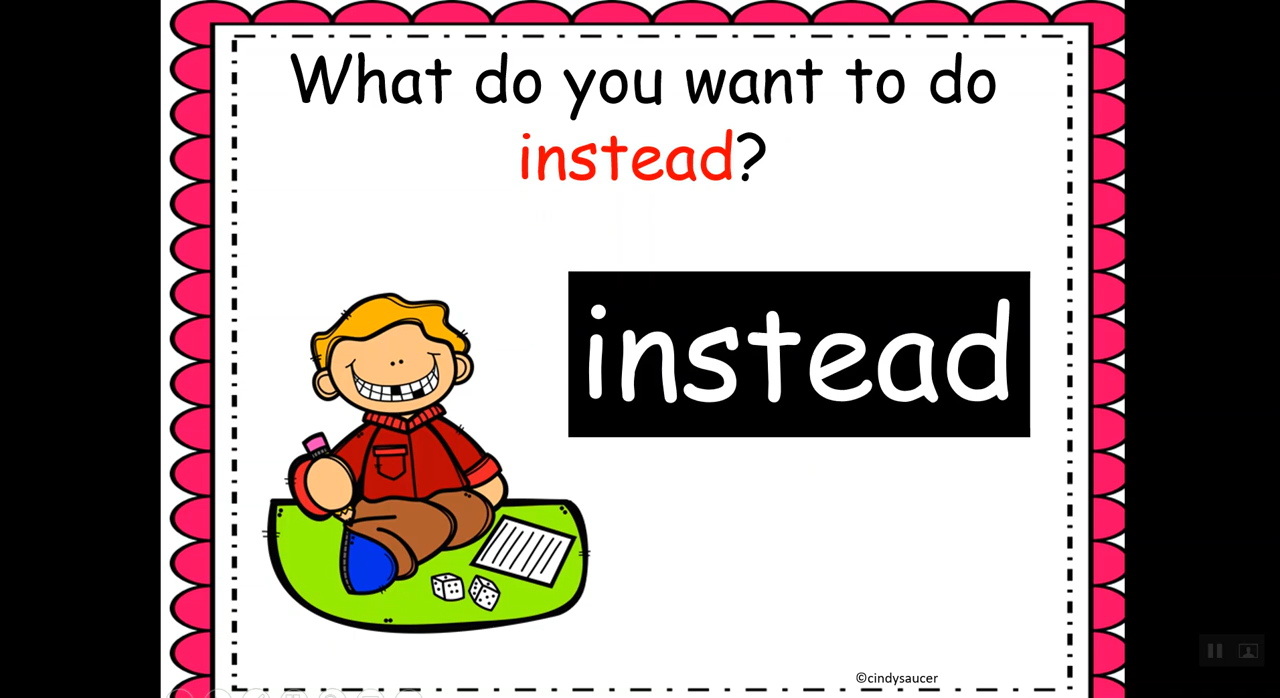 What do you want to do
instead?
instead
©cindysaucer